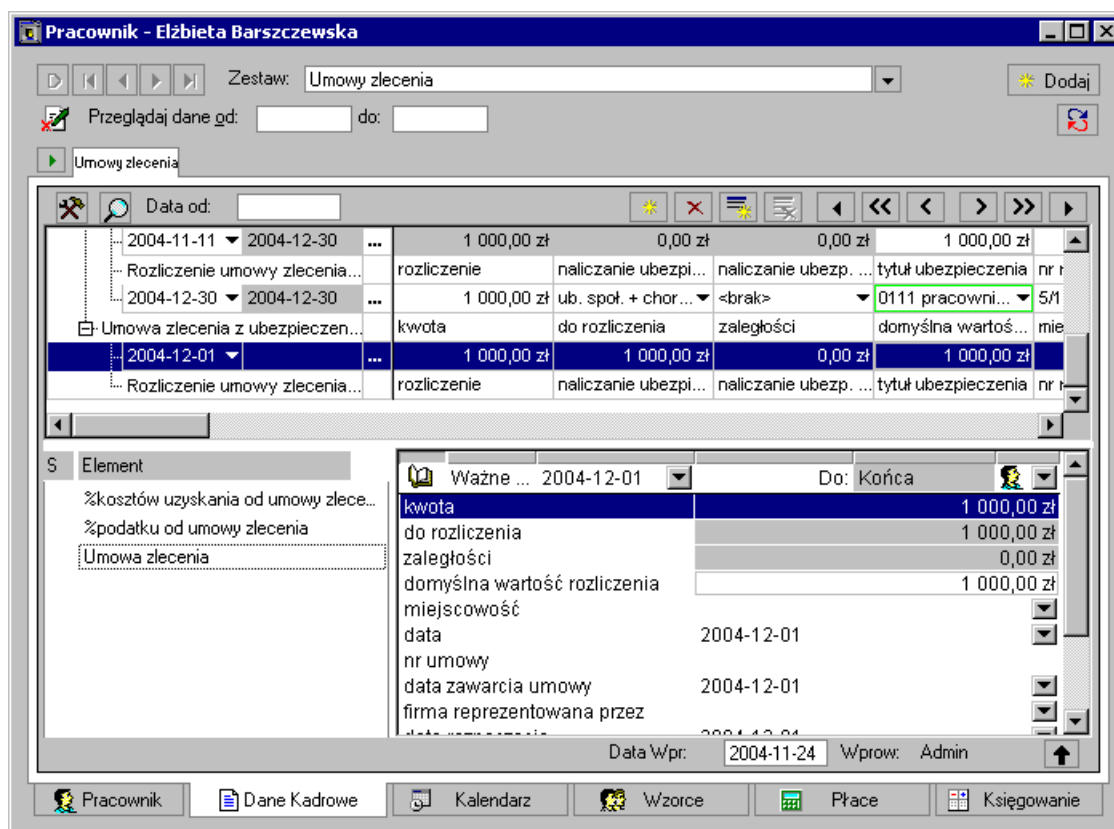 Pracownik - Elżbieta Barszczewska
Zestaw: Umowy zlecenia Dodaj
Przeglądaj dane od: do:
Umowy zlecenia
Data od:
2004-11-11 2004-12-30 ... 1 000,00 zł 0,00 zł 0,00 zł 1 000,00 zł
Rozliczenie umowy zlecenia... rozliczenie naliczanie ubezpi... naliczanie ubezp. ... tytuł ubezpieczenia nr
2004-12-30 2004-12-30 ... 1 000,00 zł ub. społ. + chor... <brak> 0111 pracowni... 5/1
Umowa zlecenia z ubezpieczen... kwota do rozliczenia zaległości domyślna wartoś... mie
2004-12-01 ... 1 000,00 zł 1 000,00 zł 0,00 zł 1 000,00 zł
Rozliczenie umowy zlecenia... rozliczenie naliczanie ubezpi... naliczanie ubezp. ... tytuł ubezpieczenia nr
S Element
%kosztów uzyskania od umowy zlece...
%podatku od umowy zlecenia
Umowa zlecenia
Ważne ... 2004-12-01 Do: Końca
kwota 1 000,00 zł
do rozliczenia 1 000,00 zł
zaległości 0,00 zł
domyślna wartość rozliczenia 1 000,00 zł
miejscowość
data 2004-12-01
nr umowy
data zawarcia umowy 2004-12-01
firma reprezentowana przez
Data Wpr: 2004-11-24 Wprow: Admin
Pracownik Dane Kadrowe Kalendarz Wzorce Płace Księgowanie